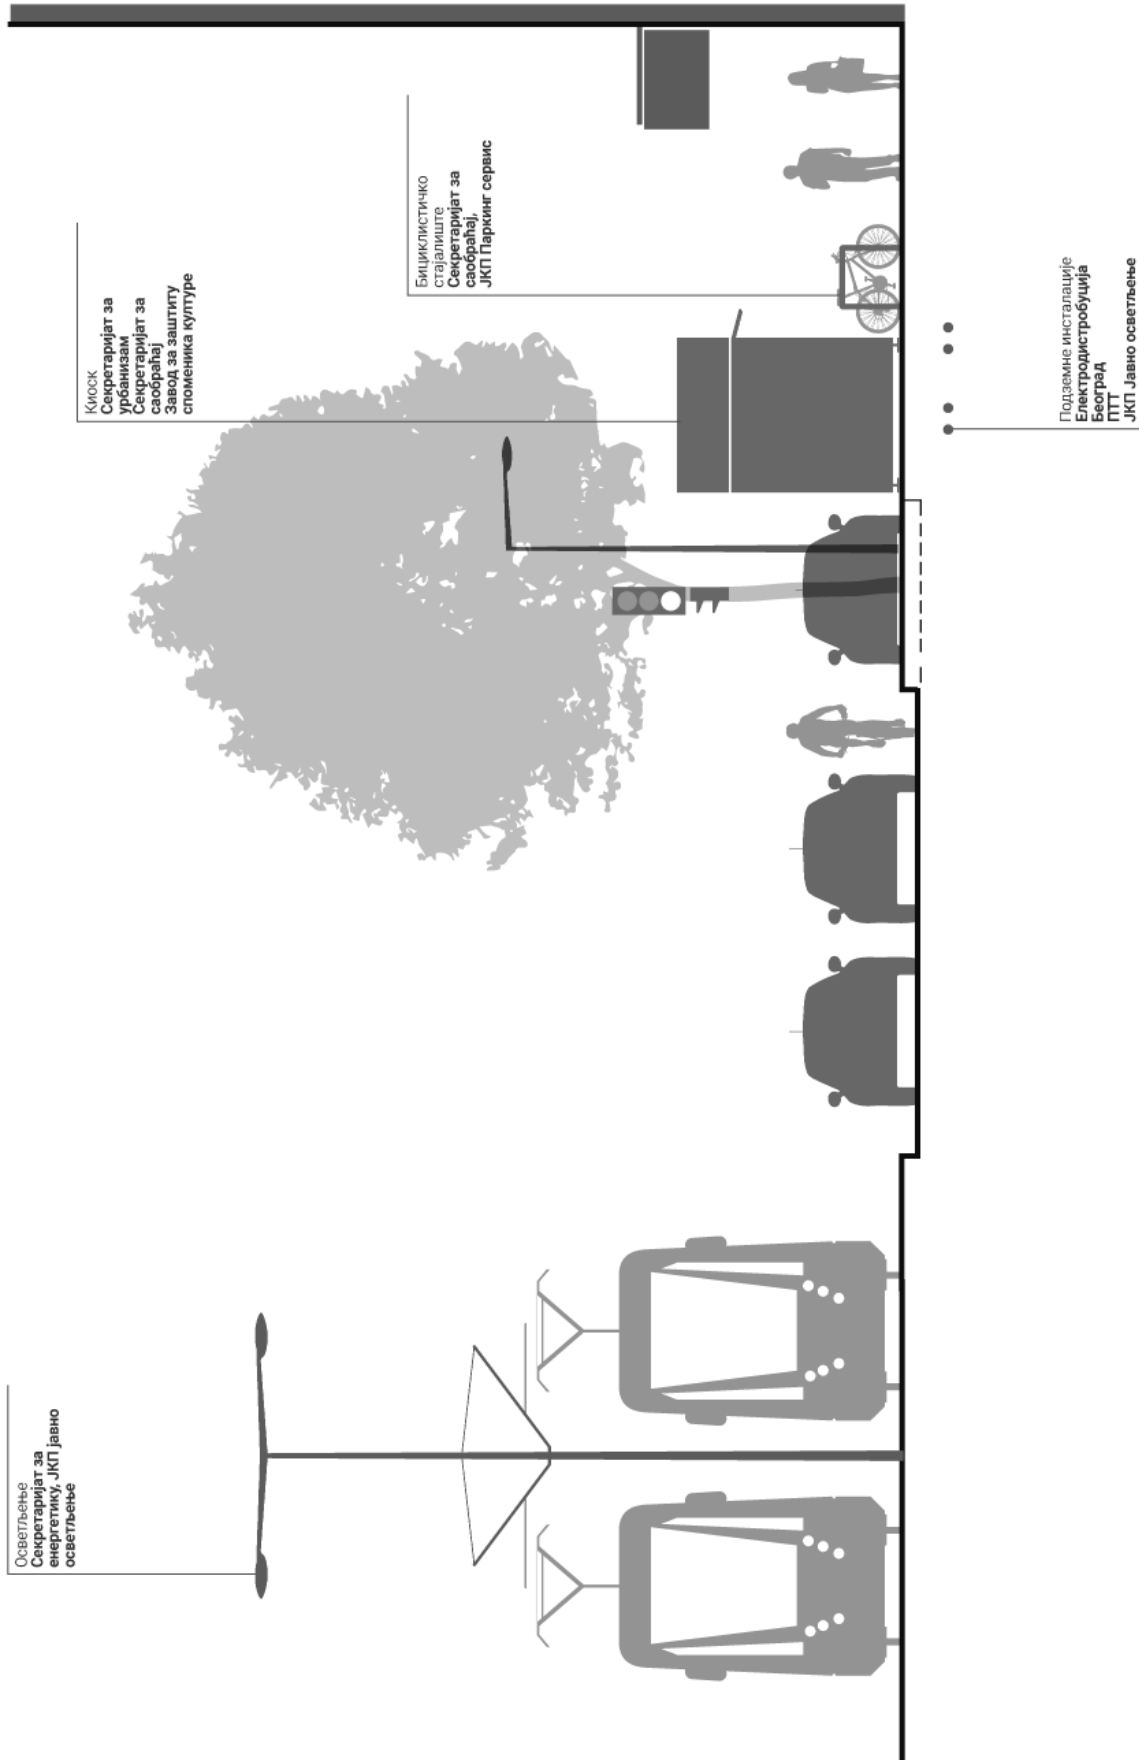 Осветљење
Секретаријат за
енергетику, ЈКП јавно
осветљење
Киоск
Секретаријат за
урбанизам
Секретаријат за
саобраћај
Завод за заштиту
споменика културе
Бициклистичко
стајалиште
Секретаријат за
саобраћај,
ЈКП Паркинг сервис
Подземне инсталације
Електродистробуција
Београд
ПТТ
ЈКП Јавно осветљење